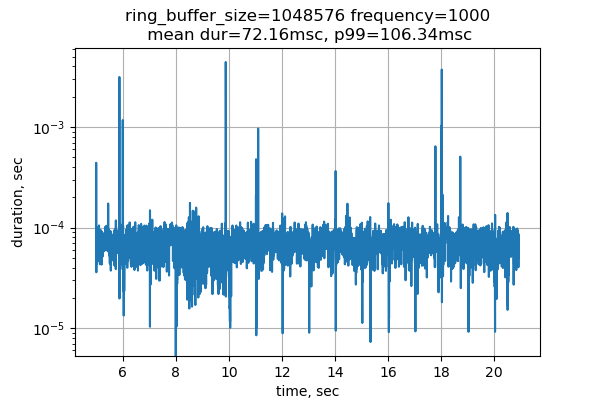 ring_buffer_size=1048576 frequency=1000
mean dur=72.16msc, p99=106.34msc
duration, sec
10⁻³
10⁻⁴
10⁻⁵
6 8 10 12 14 16 18 20
time, sec